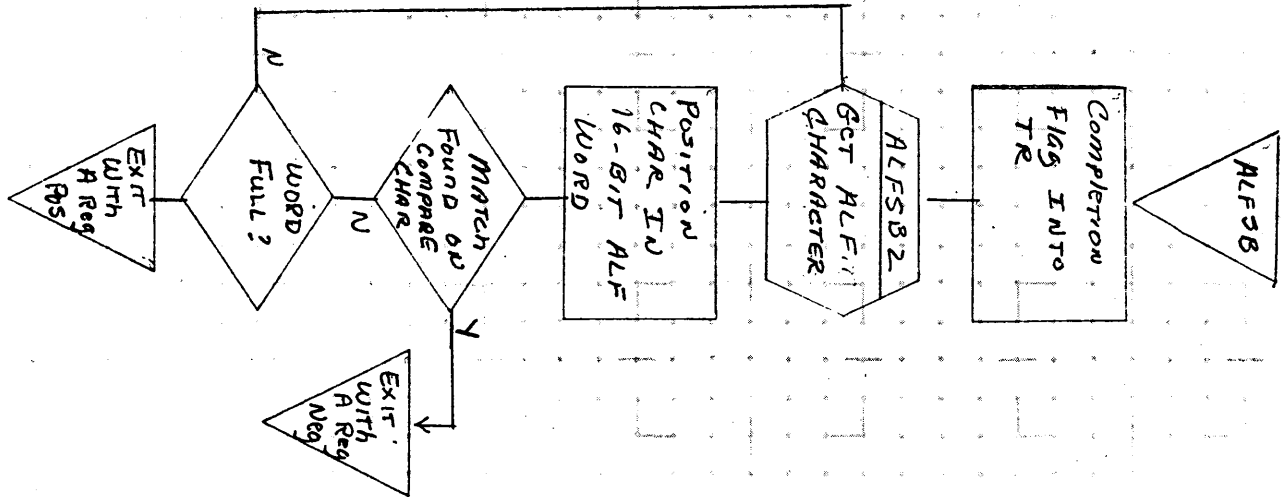 ALFSB
Completion
Flag INTO
TR
ALFSB2
GET ALF
CHARACTER
Position
CHAR IN
16-BIT ALF
WORD
MATCH
Found ON
COMPARE
CHAR
Y
N
EXIT
WITH
A Reg
Neg
WORD
Full?
N
EXIT
With
A Reg
Pos